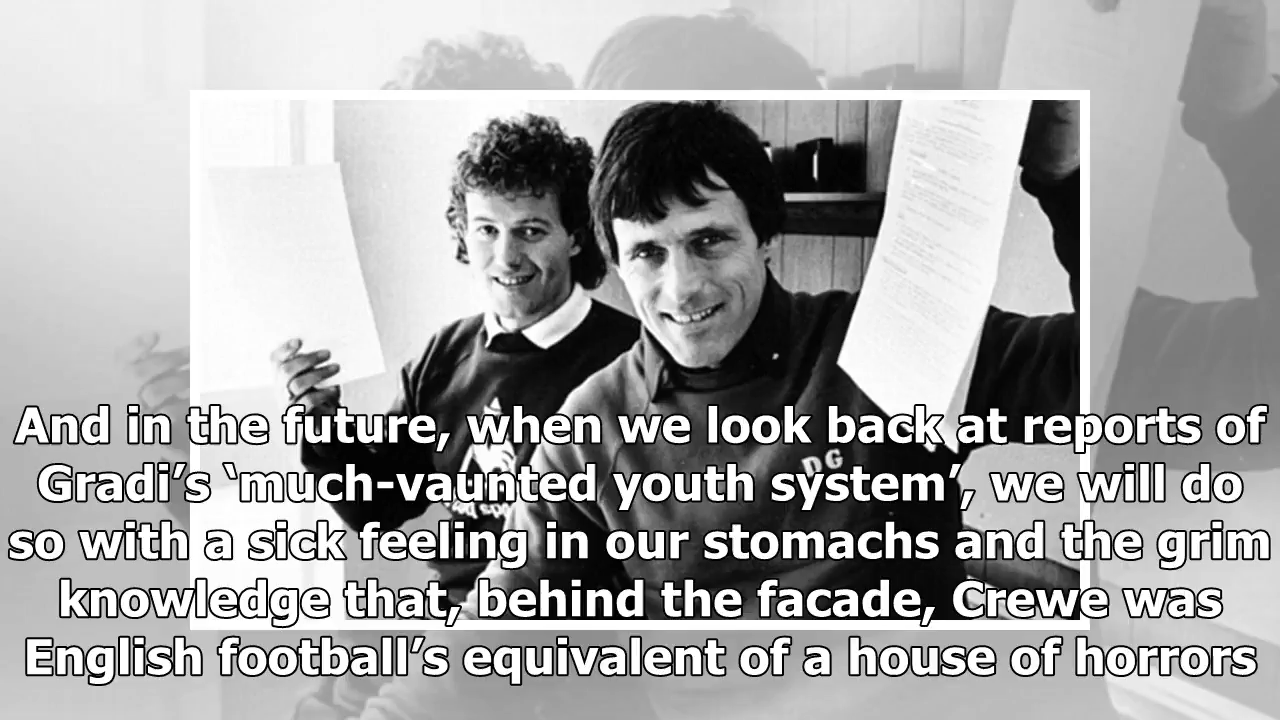 And in the future, when we look back at reports of
Gradi’s ‘much-vaunted youth system’, we will do
so with a sick feeling in our stomachs and the grim
knowledge that, behind the facade, Crewe was
English football’s equivalent of a house of horrors
DG